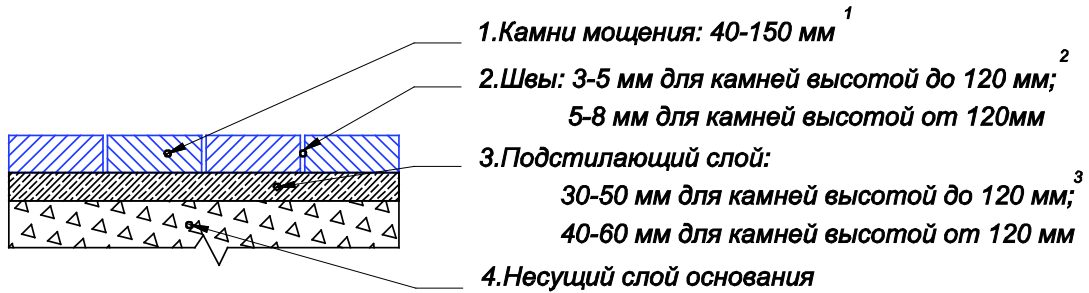 1.Камни мощения: 40-150 мм ¹
2.Швы: 3-5 мм для камней высотой до 120 мм; ²
5-8 мм для камней высотой от 120мм
3.Подстилающий слой:
30-50 мм для камней высотой до 120 мм; ³
40-60 мм для камней высотой от 120 мм
4.Несущий слой основания